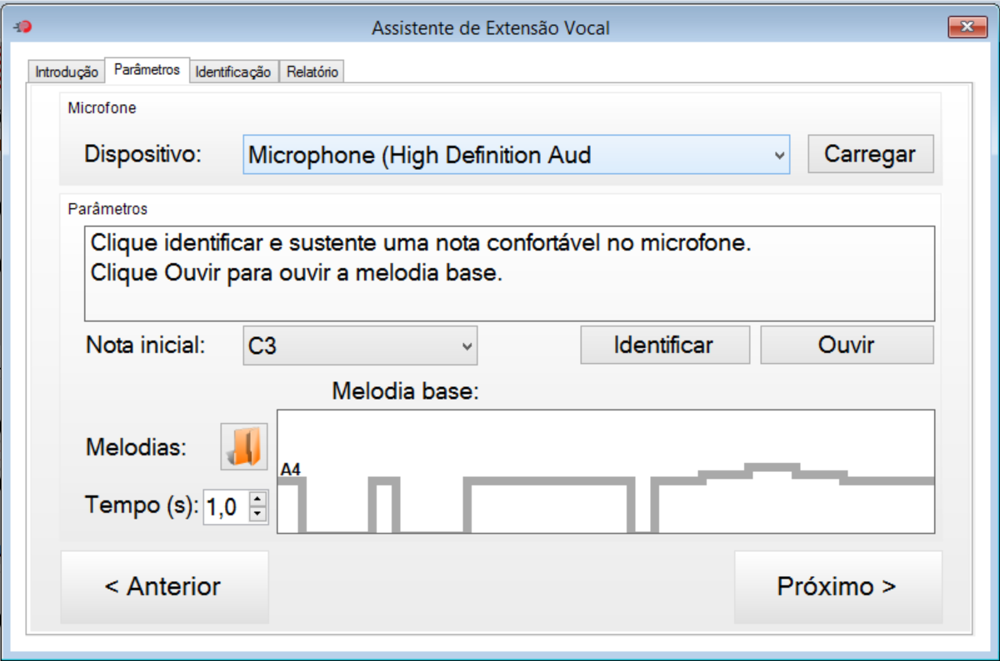 Assistente de Extensão Vocal
Introdução Parâmetros Identificação Relatório
Microfone
Dispositivo: Microphone (High Definition Aud Carregar
Parâmetros
Clique identificar e sustente uma nota confortável no microfone.
Clique Ouvir para ouvir a melodia base.
Nota inicial: C3 Identificar Ouvir
Melodia base:
Melodias:
A4
Tempo (s): 1,0
< Anterior Próximo >